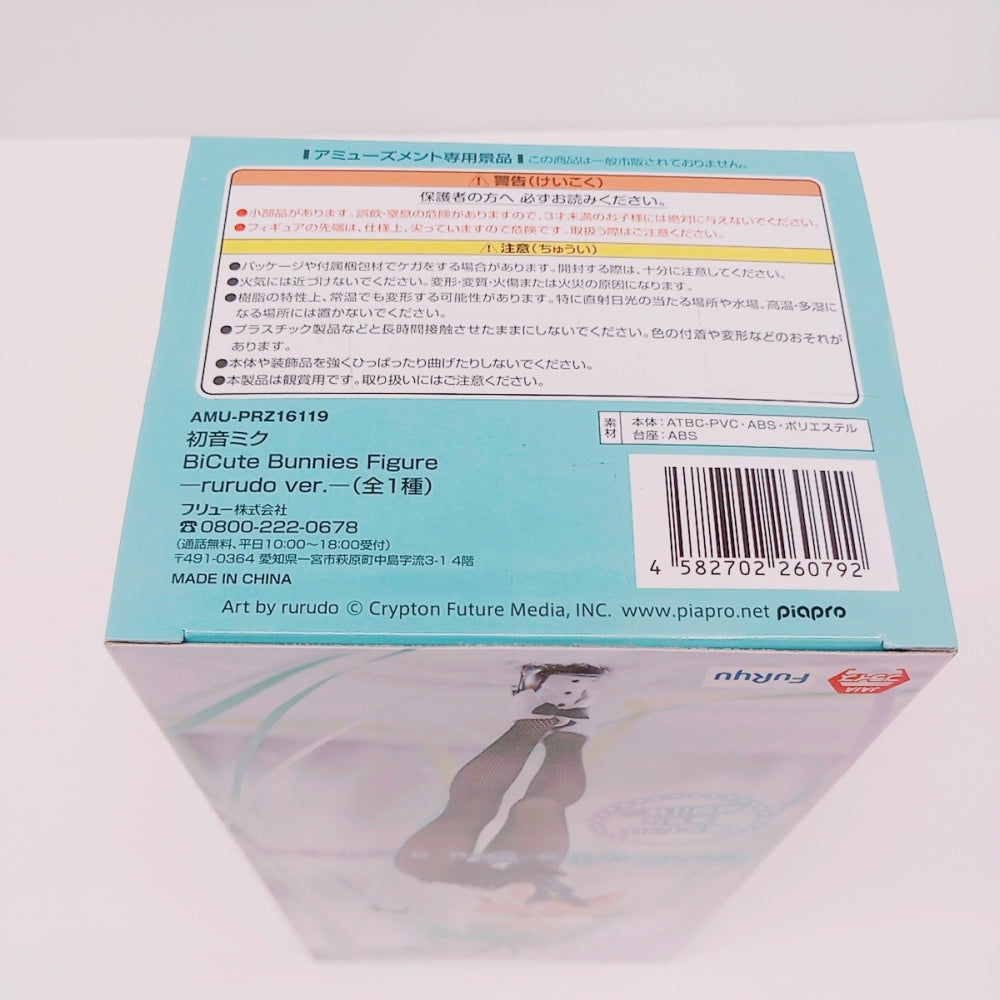 アミューズメント専用景品 この商品は一般市販されておりません。
⚠警告(けいこく)
保護者の方へ 必ずお読みください。
●小部品があります。誤飲・窒息の危険がありますので、3才未満のお子様には絶対に与えないでください。
●フィギュアの先端は、仕様上、尖っていますので危険です。取扱う際はご注意ください。
⚠注意(ちゅうい)
●パッケージや付属梱包材でケガをする場合があります。開封する際は、十分に注意してください。
●火気には近づけないでください。変形・変質・火傷または火災の原因になります。
●樹脂の特性上、常温でも変形する可能性があります。特に直射日光の当たる場所や水場、高温・多湿に
なる場所には置かないでください。
●プラスチック製品などと長時間接触させたままにしないでください。色の付着や変形などのおそれが
あります。
●本体や装飾品を強くひっぱったり曲げたりしないでください。
●本製品は観賞用です。取り扱いにはご注意ください。
AMU-PRZ16119
初音ミク
BiCute Bunnies Figure
―rurudo ver.―(全1種)
フリュー株式会社
☎0800-222-0678
(通話無料、平日10:00~18:00受付)
〒491-0364 愛知県一宮市萩原町中島字流3-1 4階
MADE IN CHINA
素材 本体:ATBC-PVC・ABS・ポリエステル
台座:ABS
4 582702 260792
Art by rurudo © Crypton Future Media, INC. www.piapro.net piapro
FuRyu
JAIA